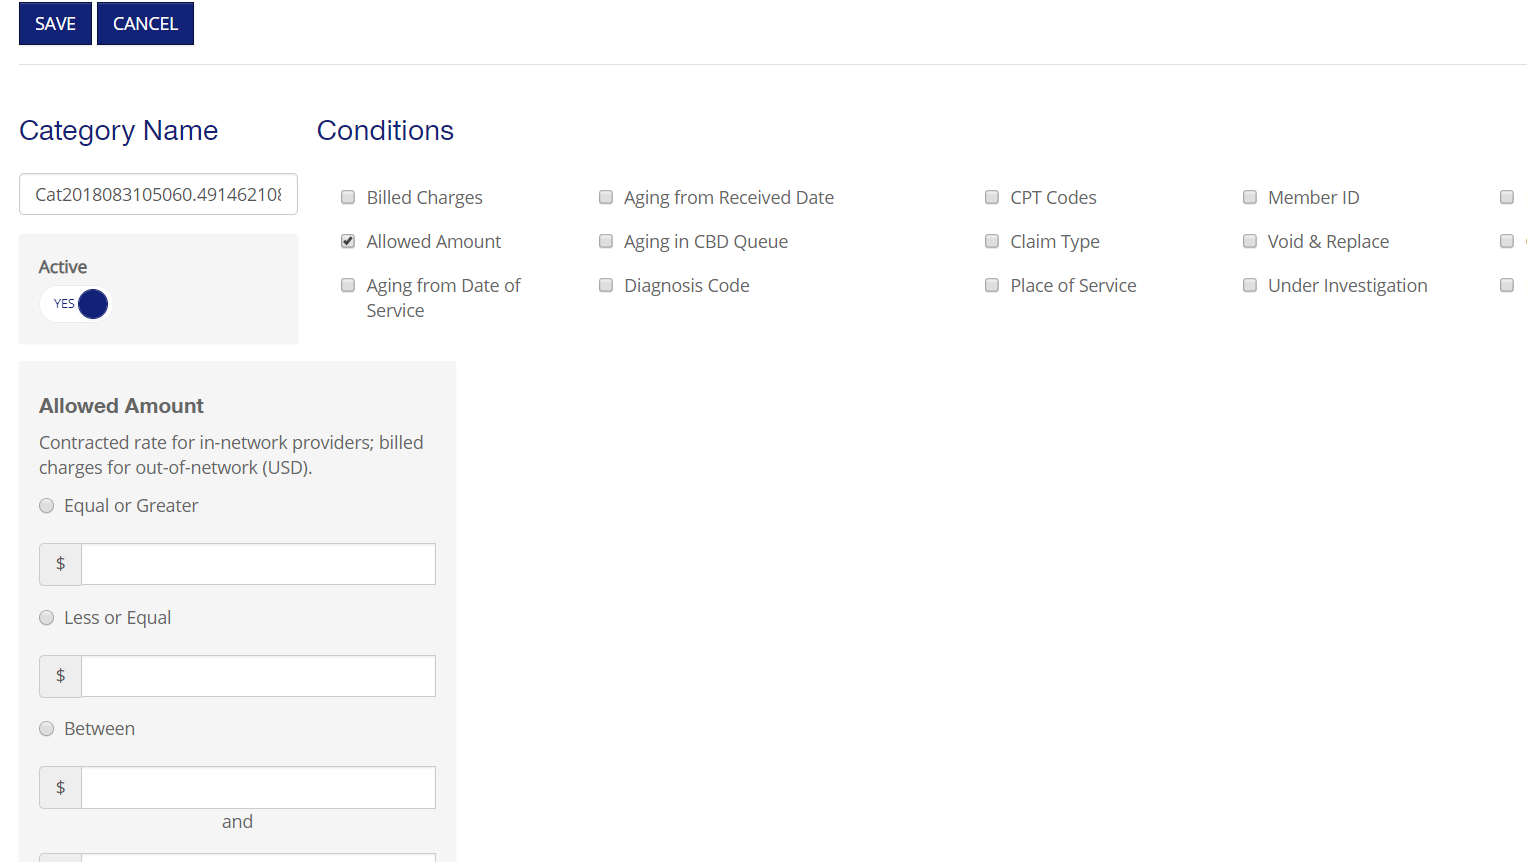 SAVE CANCEL
Category Name
Conditions
Cat2018083105060.49146210
Active
YES
Billed Charges
Allowed Amount
Aging from Date of
Service
Aging from Received Date
Aging in CBD Queue
Diagnosis Code
CPT Codes
Claim Type
Place of Service
Member ID
Void & Replace
Under Investigation
Allowed Amount
Contracted rate for in-network providers; billed
charges for out-of-network (USD).
Equal or Greater
$
Less or Equal
$
Between
$
and